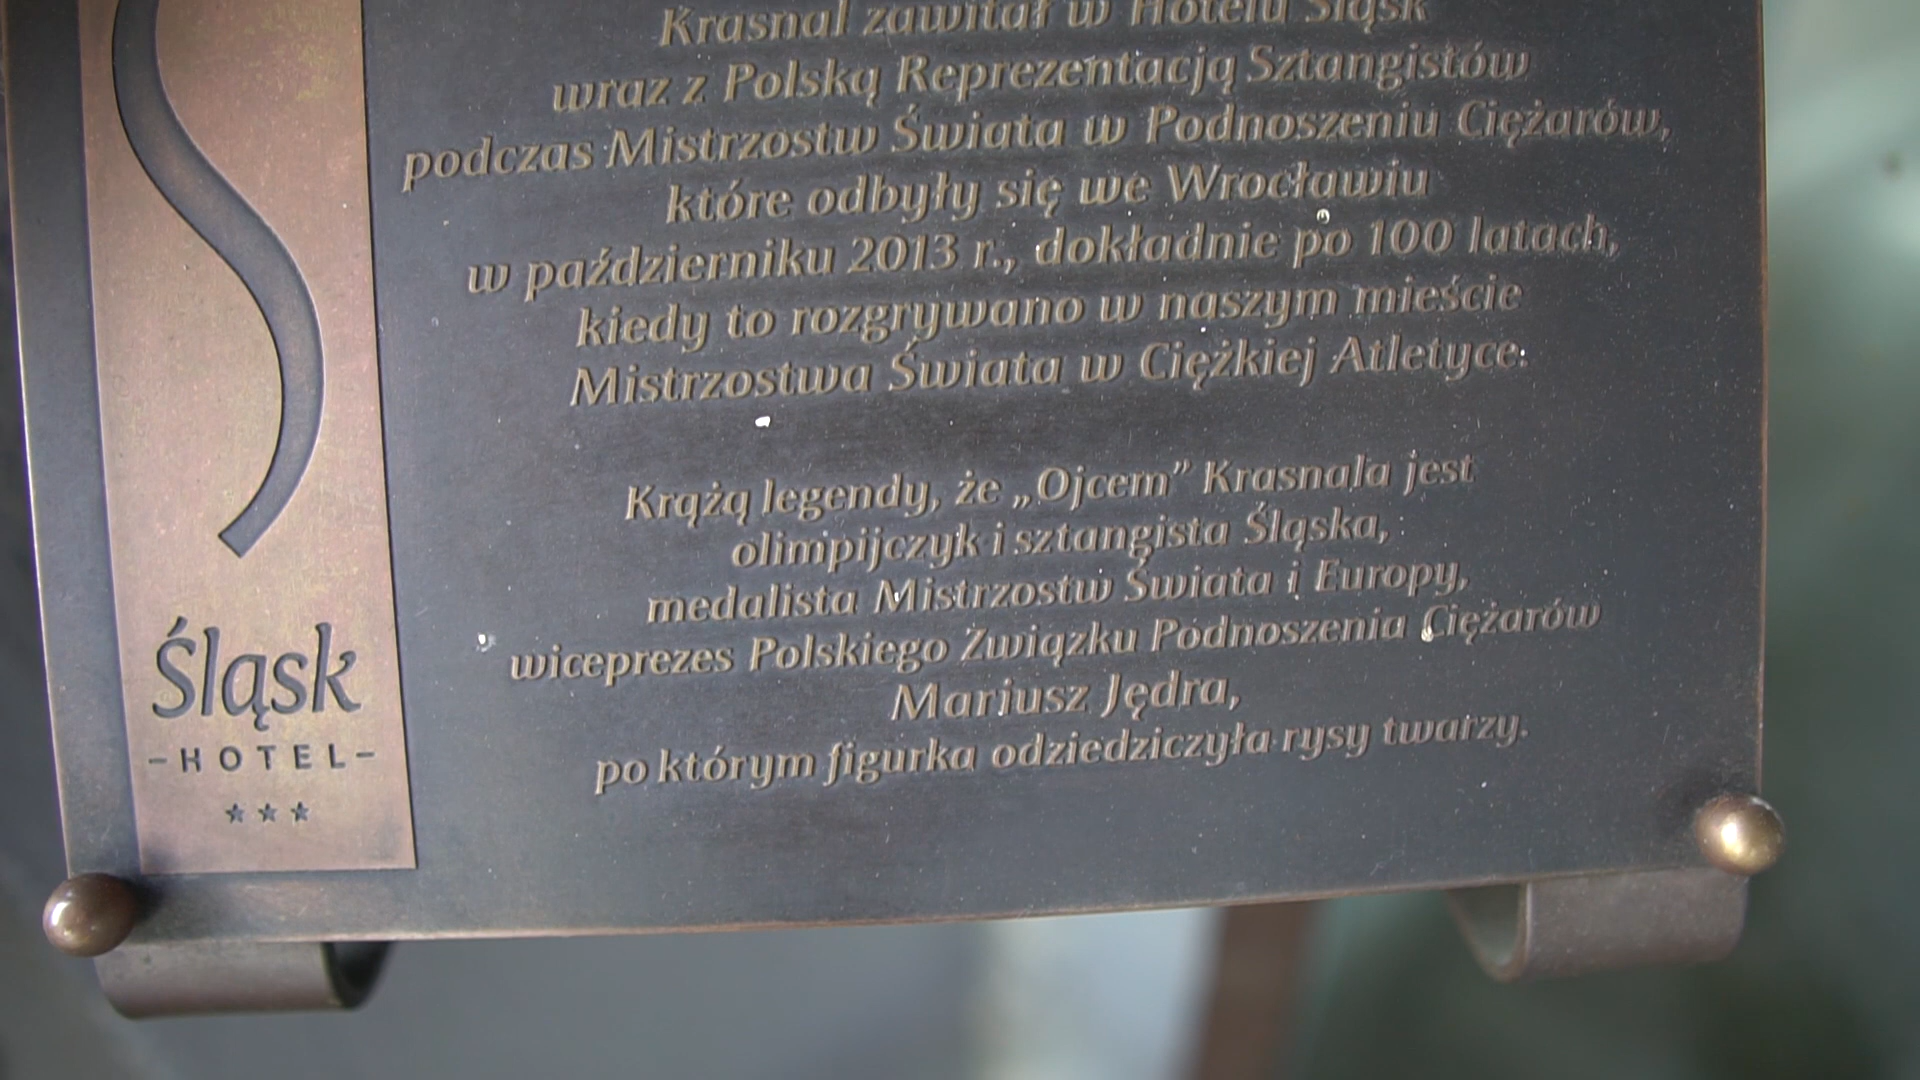 Krasnal zawitał w Hotelu Śląsk
wraz z Polską Reprezentacją Sztangistów
podczas Mistrzostw Świata w Podnoszeniu Ciężarów,
które odbyły się we Wrocławiu
w październiku 2013 r., dokładnie po 100 latach,
kiedy to rozgrywano w naszym mieście
Mistrzostwa Świata w Ciężkiej Atletyce.
Krążą legendy, że „Ojcem” Krasnala jest
olimpijczyk i sztangista Śląska,
medalista Mistrzostw Świata i Europy,
wiceprezes Polskiego Związku Podnoszenia Ciężarów
Mariusz Jędra,
po którym figurka odziedziczyła rysy twarzy.
Śląsk
-HOTEL-
★★★